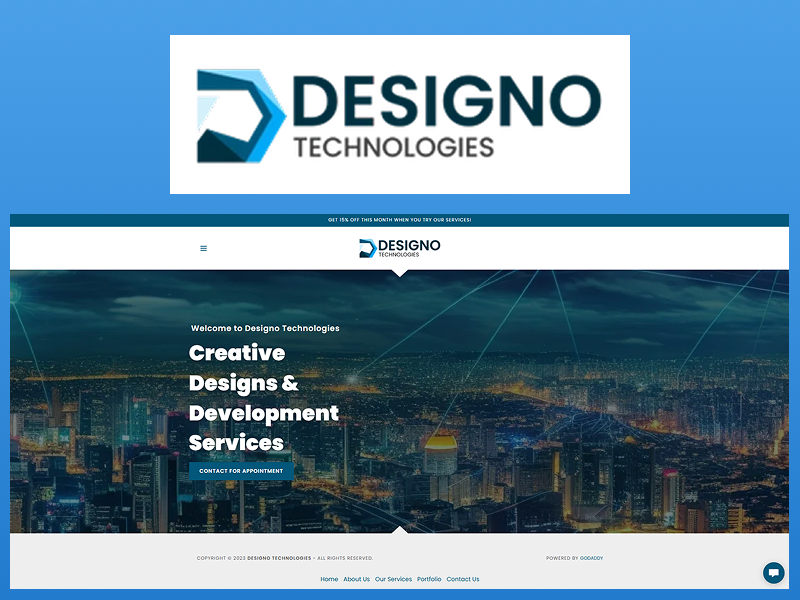 DESIGNO
TECHNOLOGIES
GET 15% OFF THIS MONTH WHEN YOU TRY OUR SERVICES!
DESIGNO
TECHNOLOGIES
Welcome to Designo Technologies
Creative
Designs &
Development
Services
CONTACT FOR APPOINTMENT
COPYRIGHT © 2023 DESIGNO TECHNOLOGIES - ALL RIGHTS RESERVED.
POWERED BY GODADDY
Home About Us Our Services Portfolio Contact Us